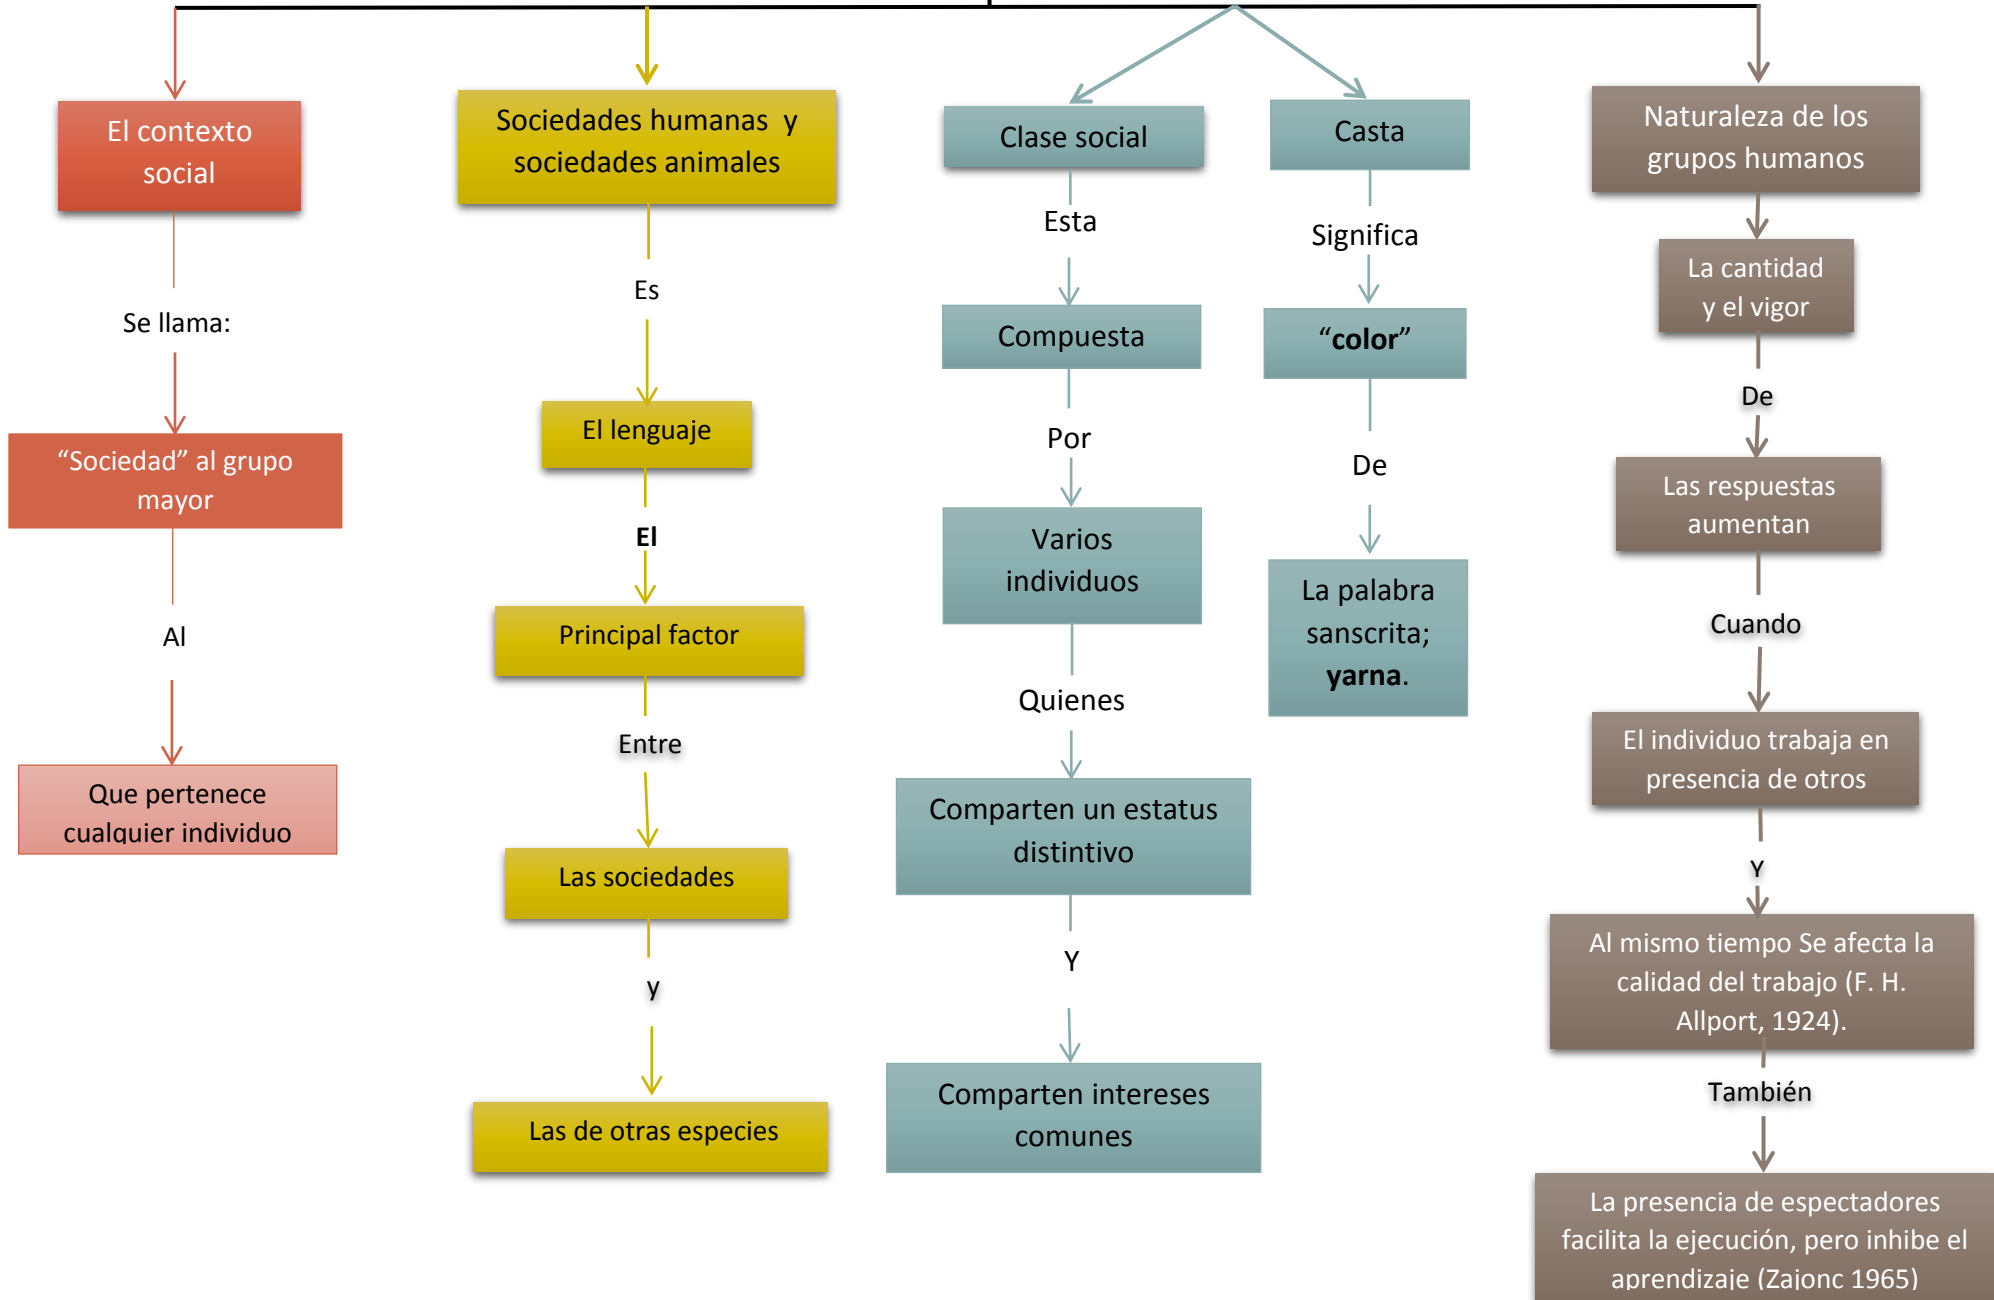 El contexto
social
Se llama:
“Sociedad” al grupo
mayor
Al
Que pertenece
cualquier individuo
Sociedades humanas y
sociedades animales
Es
El lenguaje
El
Principal factor
Entre
Las sociedades
y
Las de otras especies
Clase social
Esta
Compuesta
Por
Varios
individuos
Quienes
Comparten un estatus
distintivo
Y
Comparten intereses
comunes
Casta
Significa
“color”
De
La palabra
sanscrita;
yarna.
Naturaleza de los
grupos humanos
La cantidad
y el vigor
De
Las respuestas
aumentan
Cuando
El individuo trabaja en
presencia de otros
Y
Al mismo tiempo Se afecta la
calidad del trabajo (F. H.
Allport, 1924).
También
La presencia de espectadores
facilita la ejecución, pero inhibe el
aprendizaje (Zajonc 1965)